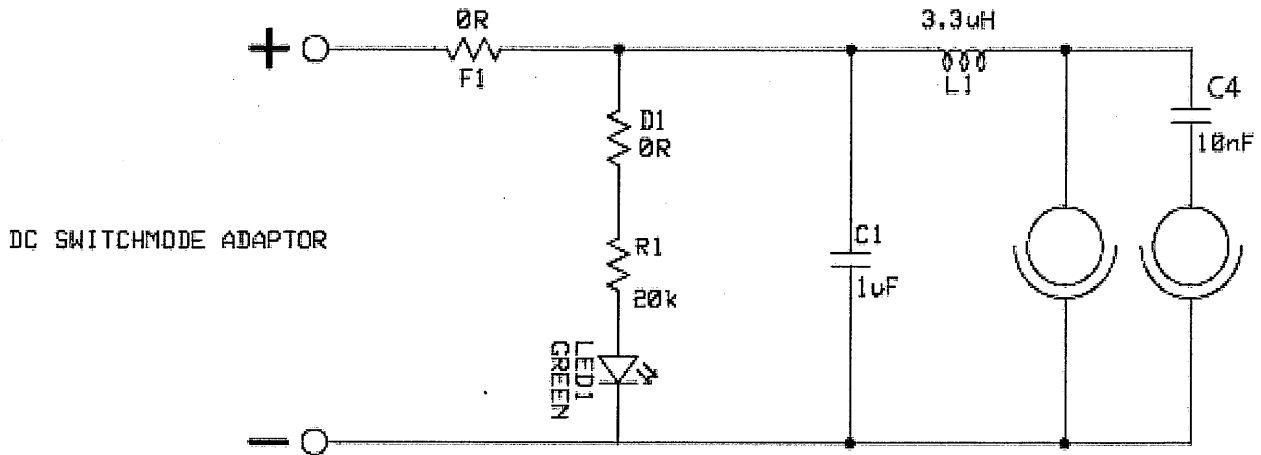 0R
3.3uH
+
F1
L1
C4
D1
0R
10nF
DC SWITCHMODE ADAPTOR
R1
C1
20k
1uF
LED1
GREEN
-